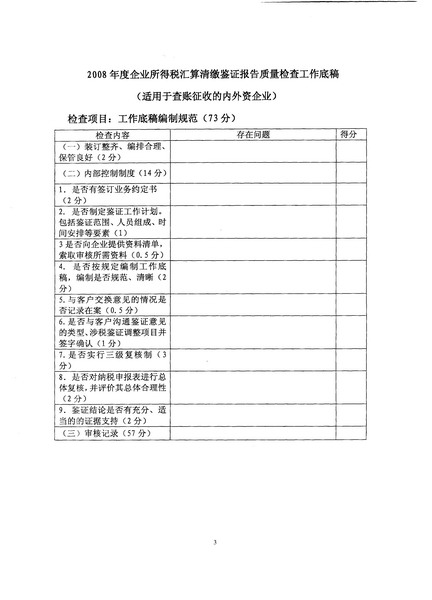 2008 年度企业所得税汇算清缴鉴证报告质量检查工作底稿
（适用于查账征收的内外资企业）
检查项目：工作底稿编制规范（73 分）
检查内容 存在问题 得分
（一）装订整齐、编排合理、
保管良好（2 分）
（二）内部控制制度（14 分）
1．是否有签订业务约定书
（2 分）
2．是否制定鉴证工作计划，
包括鉴证范围、人员组成、时
间安排等要素（1）
3 是否向企业提供资料清单，
索取审核所需资料（0.5 分）
4．是否按规定编制工作底
稿，编制是否规范、清晰（2
分）
5.与客户交换意见的情况是
否记录在案（0.5 分）
6.是否与客户沟通鉴证意见
的类型、涉税鉴证调整项目并
签字确认（1 分）
7.是否实行三级复核制（3
分）
8．是否对纳税申报表进行总
体复核，并评价其总体合理性
（2 分）
9．鉴证结论是否有充分、适
当的的证据支持（2 分）
（三）审核记录（57 分）
3